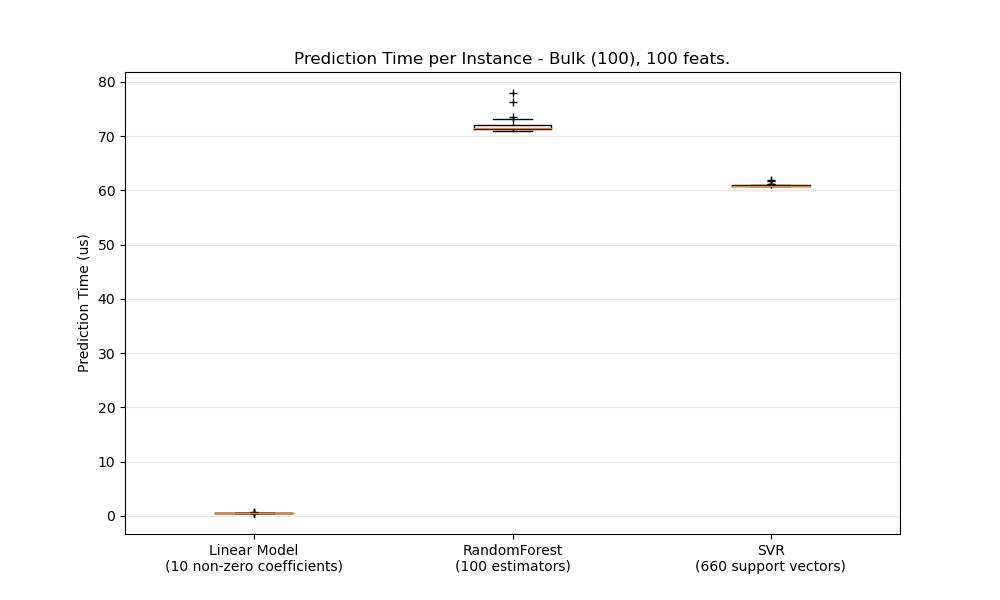 Prediction Time per Instance - Bulk (100), 100 feats.
Prediction Time (us)
80
70
60
50
40
30
20
10
0
Linear Model
(10 non-zero coefficients)
RandomForest
(100 estimators)
SVR
(660 support vectors)